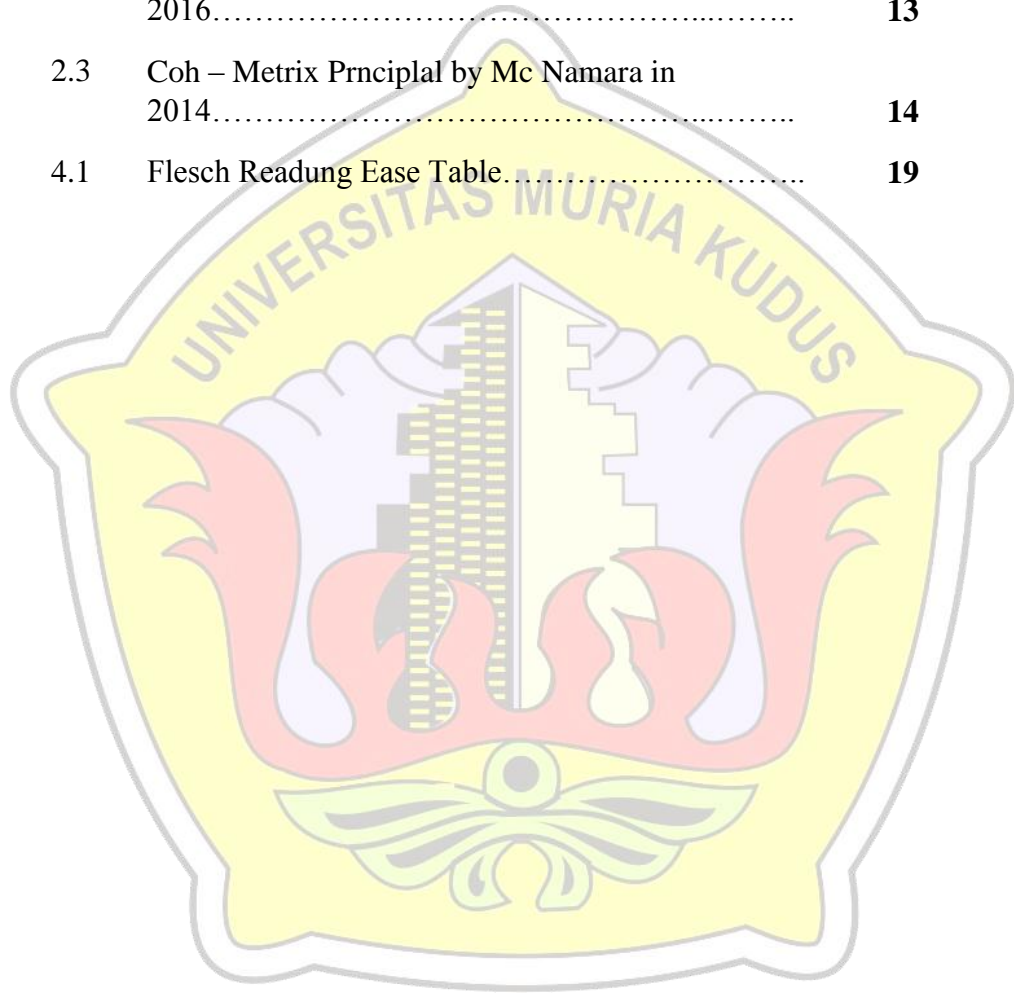 2016……………………………………...…….. 13
2.3 Coh – Metrix Prnciplal by Mc Namara in
2014……………………………………...…….. 14
4.1 Flesch Readung Ease Table……………………….. 19
UNIVERSITAS MURIA KUDUS